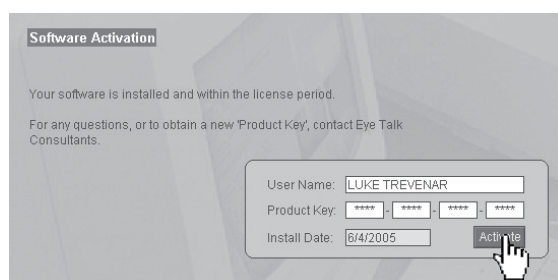 Software Activation
Your software is installed and within the license period.
For any questions, or to obtain a new 'Product Key', contact Eye Talk
Consultants.
User Name: LUKE TREVENAR
Product Key: **** - **** - **** - ****
Install Date: 6/4/2005 Activate